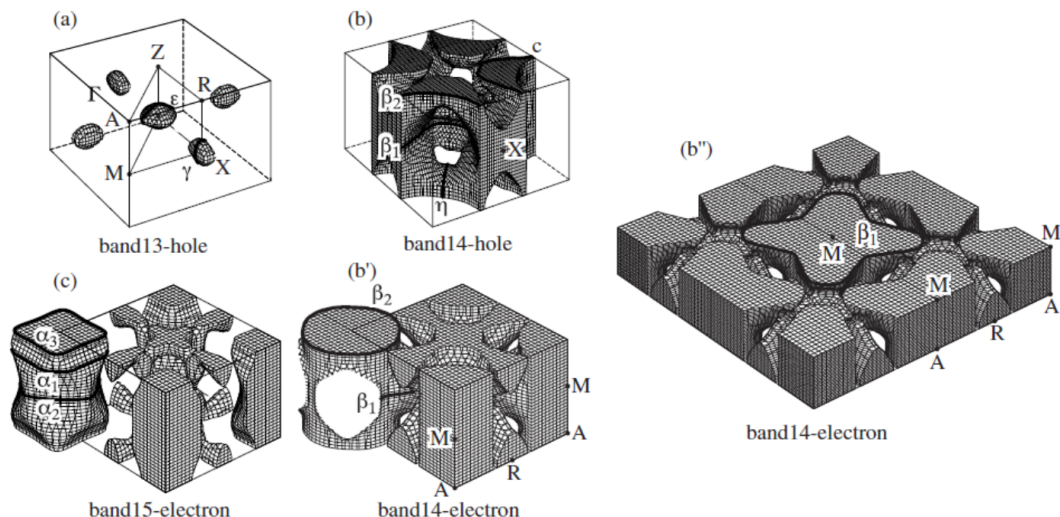 (a)
Z
R
Γ
ε
A
M
γ
X
band13-hole
(b)
c
β2
β1
X
η
band14-hole
(b'')
β1
M
M
M
A
R
A
band14-electron
(c)
α3
α1
α2
band15-electron
(b')
β2
β1
M
M
A
R
A
band14-electron